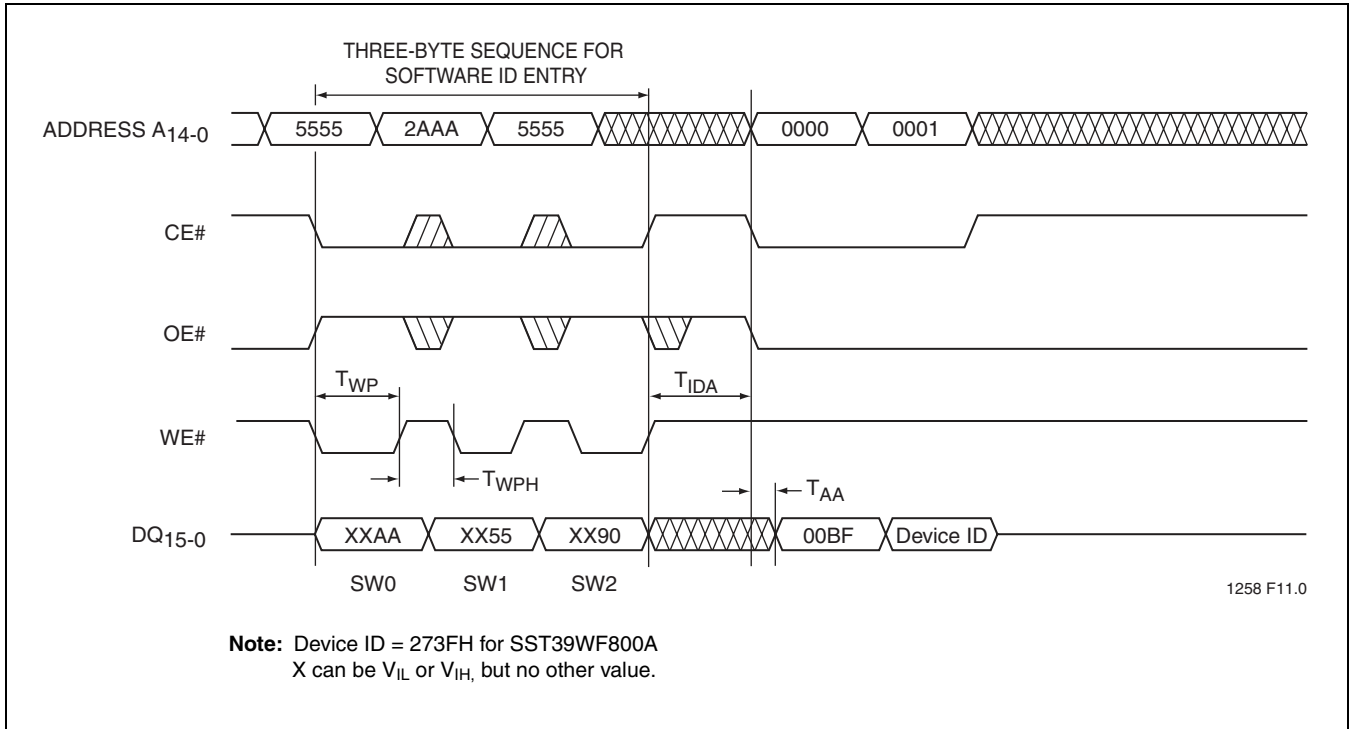 THREE-BYTE SEQUENCE FOR
SOFTWARE ID ENTRY
ADDRESS A14-0
5555 2AAA 5555 0000 0001
CE#
OE#
TWP TIDA
WE#
TWPH TAA
DQ15-0
XXAA XX55 XX90 00BF Device ID
SW0 SW1 SW2
1258 F11.0
Note: Device ID = 273FH for SST39WF800A
X can be VIL or VIH, but no other value.